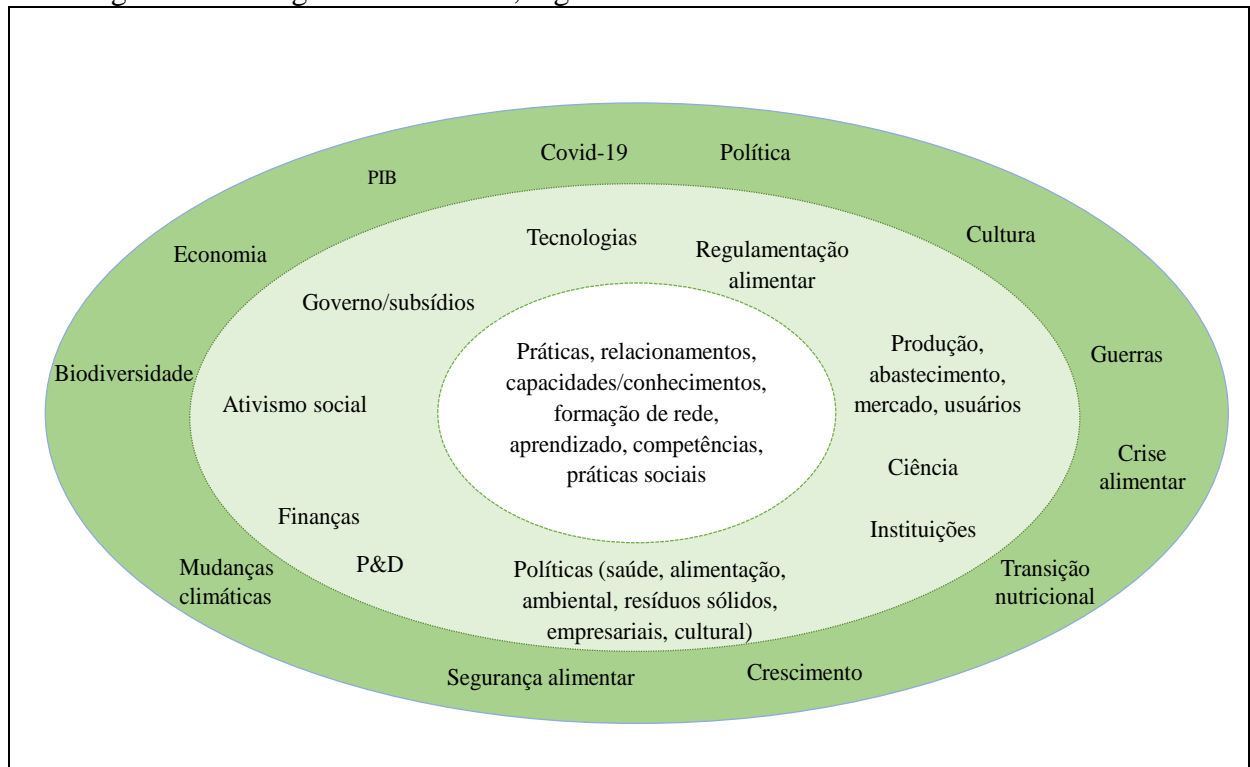 Covid-19
Política
PIB
Cultura
Economia
Tecnologias
Regulamentação
alimentar
Governo/subsídios
Guerras
Biodiversidade
Ativismo social
Práticas, relacionamentos,
capacidades/conhecimentos,
formação de rede,
aprendizado, competências,
práticas sociais
Produção,
abastecimento,
mercado, usuários
Ciência
Crise
alimentar
Finanças
P&D
Instituições
Mudanças
climáticas
Políticas (saúde, alimentação,
ambiental, resíduos sólidos,
empresariais, cultural)
Transição
nutricional
Segurança alimentar
Crescimento